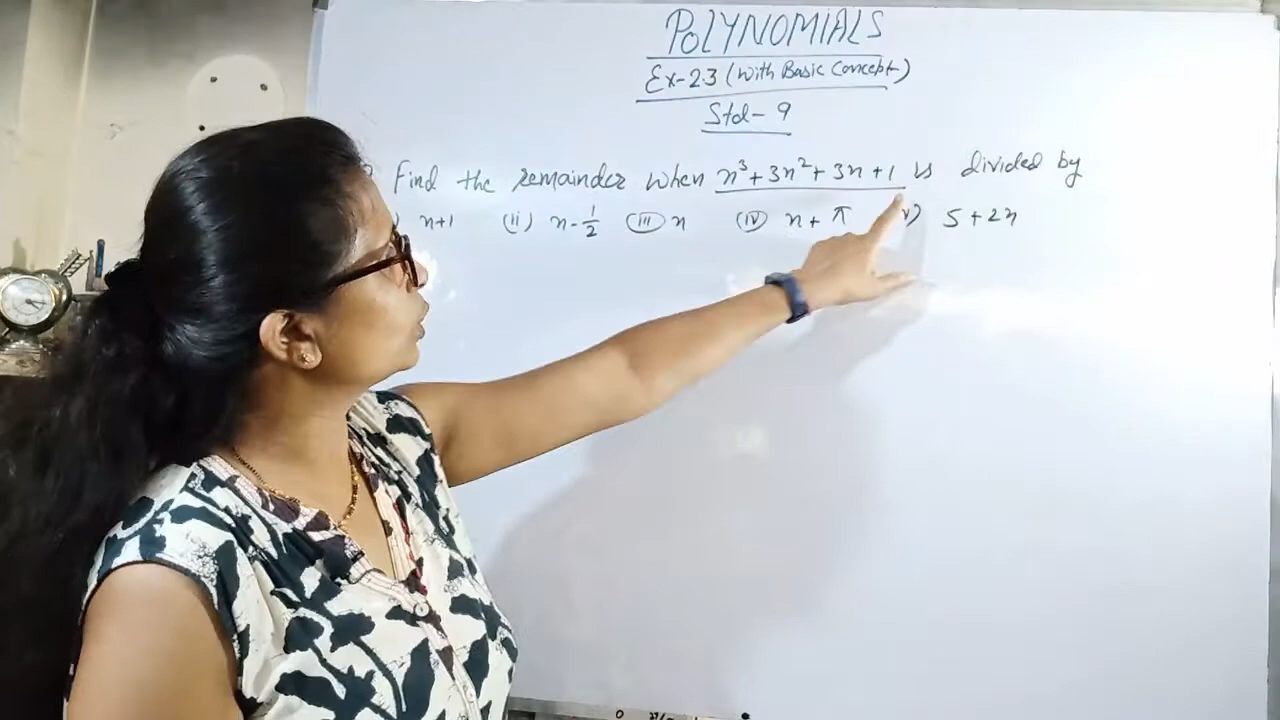 POLYNOMIALS
Ex-2.3 (with Basic Concept)
Std-9
Find the remainder when x³ + 3x² + 3x + 1 is divided by
) x+1 (ii) x - 1/2 (iii) x (iv) x + π v) 5 + 2x